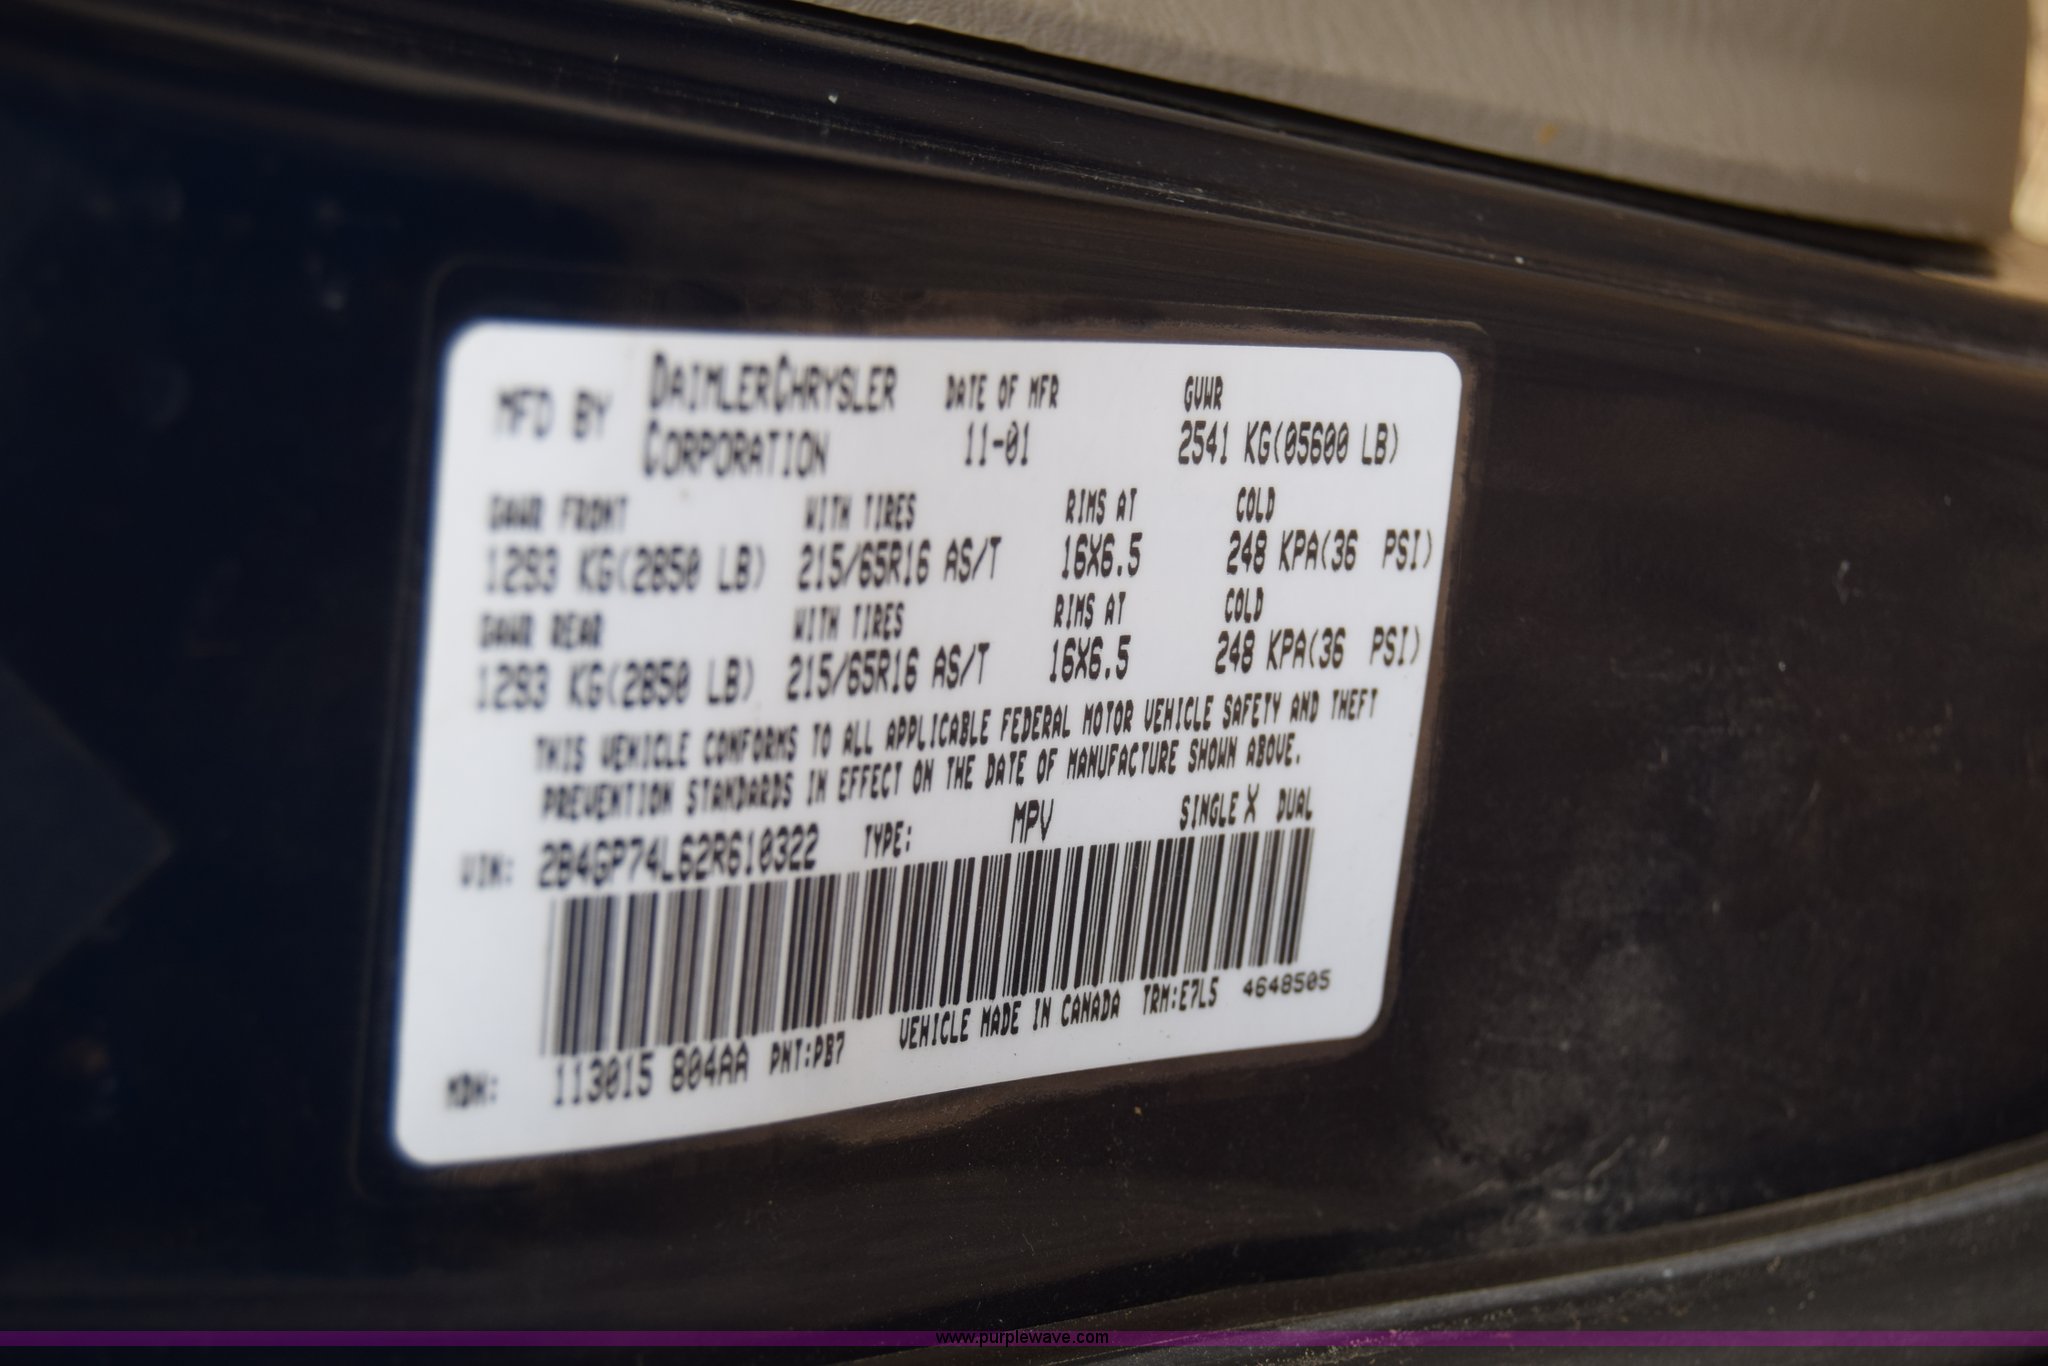 MFD BY DAIMLERCHRYSLER CORPORATION DATE OF MFR 11-01 GVWR 2541 KG(05600 LB)
GAWR FRONT WITH TIRES RIMS AT COLD
1293 KG(2850 LB) 215/65R16 AS/T 16X6.5 248 KPA(36 PSI)
GAWR REAR WITH TIRES RIMS AT COLD
1293 KG(2850 LB) 215/65R16 AS/T 16X6.5 248 KPA(36 PSI)
THIS VEHICLE CONFORMS TO ALL APPLICABLE FEDERAL MOTOR VEHICLE SAFETY AND THEFT
PREVENTION STANDARDS IN EFFECT ON THE DATE OF MANUFACTURE SHOWN ABOVE.
VIN: 2B4GP74L62R610322 TYPE: MPV SINGLE X DUAL
MDH: 113015 804AA PNT:PB7 VEHICLE MADE IN CANADA TRM:E7L5 4648505
www.purplewave.com